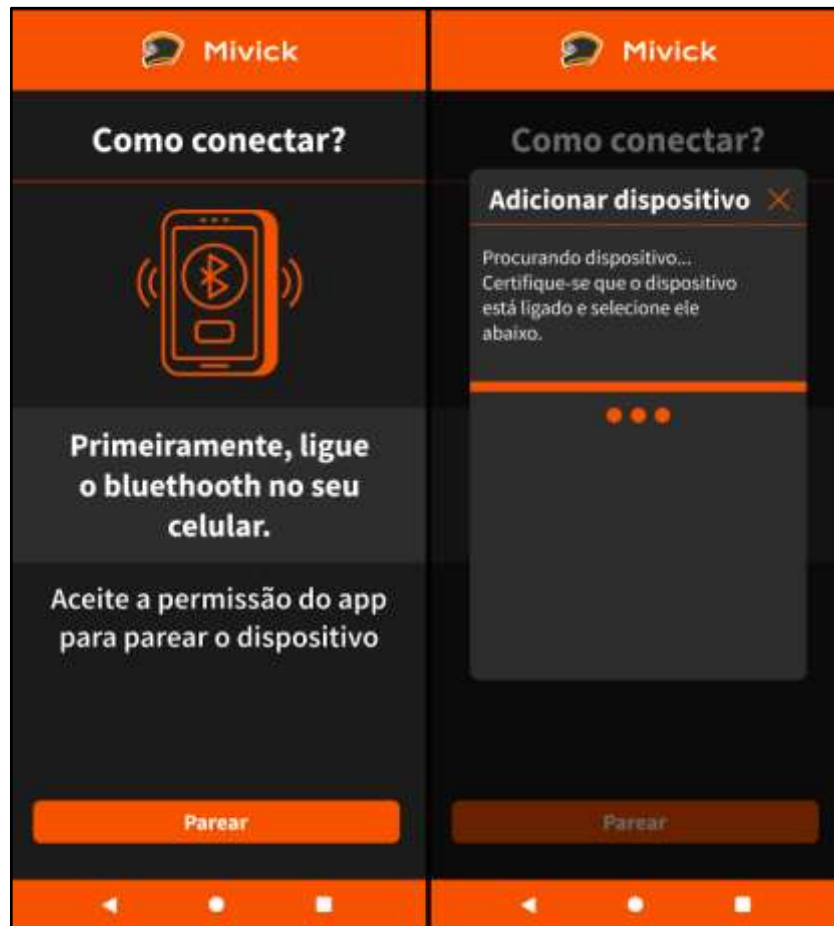 Mivick
Como conectar?
Primeiramente, ligue
o bluethooth no seu
celular.
Aceite a permissão do app
para parear o dispositivo
Parear
Mivick
Como conectar?
Adicionar dispositivo
Procurando dispositivo...
Certifique-se que o dispositivo
está ligado e selecione ele
abaixo.
Parear